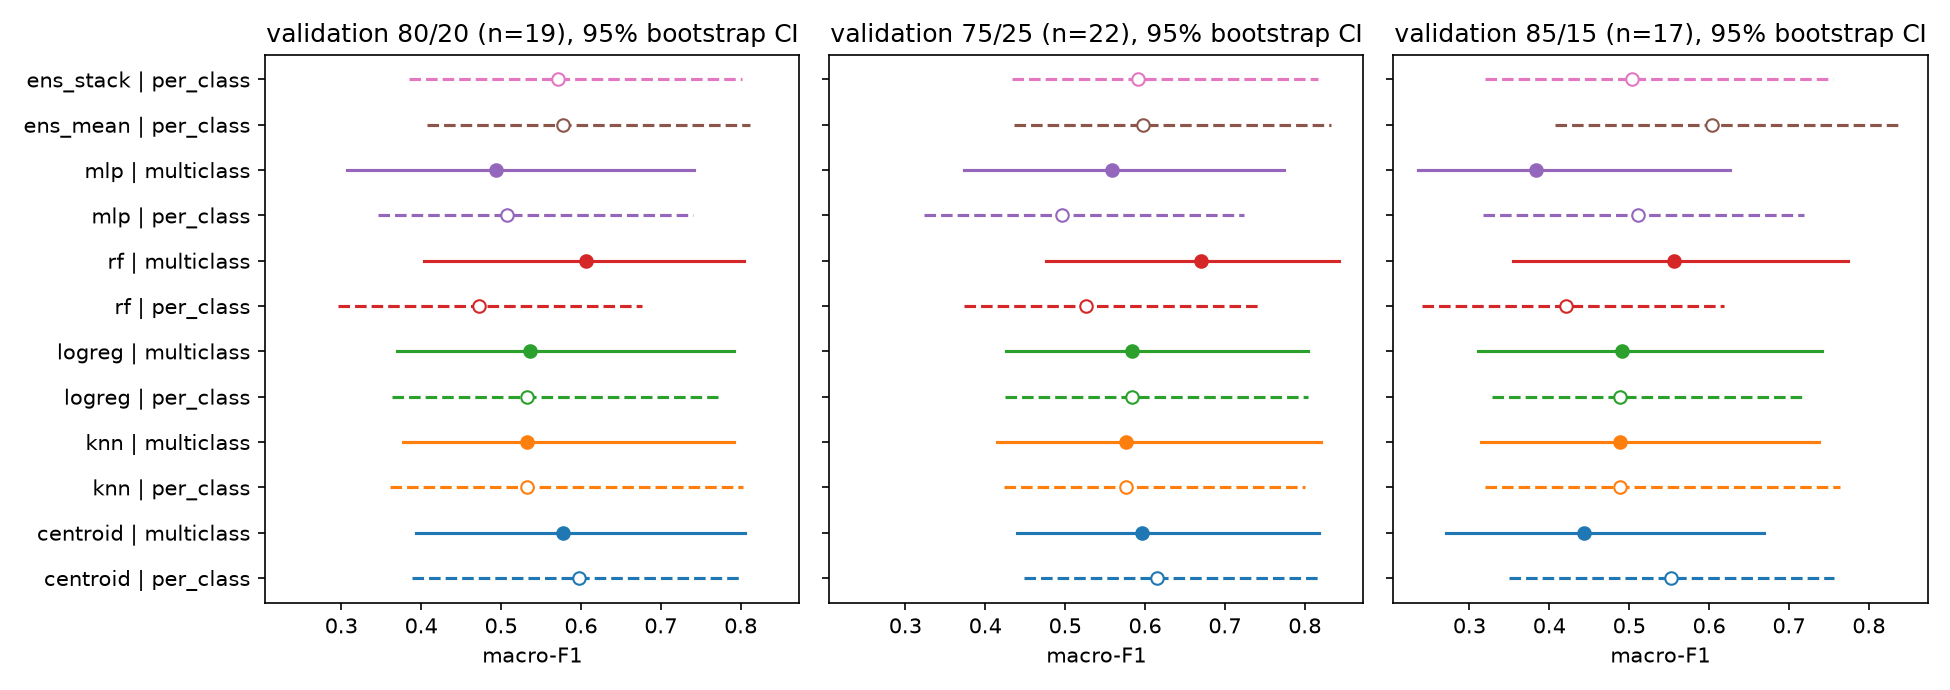 validation 80/20 (n=19), 95% bootstrap CI
validation 75/25 (n=22), 95% bootstrap CI
validation 85/15 (n=17), 95% bootstrap CI
ens_stack | per_class
ens_mean | per_class
mlp | multiclass
mlp | per_class
rf | multiclass
rf | per_class
logreg | multiclass
logreg | per_class
knn | multiclass
knn | per_class
centroid | multiclass
centroid | per_class
0.3 0.4 0.5 0.6 0.7 0.8
0.3 0.4 0.5 0.6 0.7 0.8
0.3 0.4 0.5 0.6 0.7 0.8
macro-F1
macro-F1
macro-F1